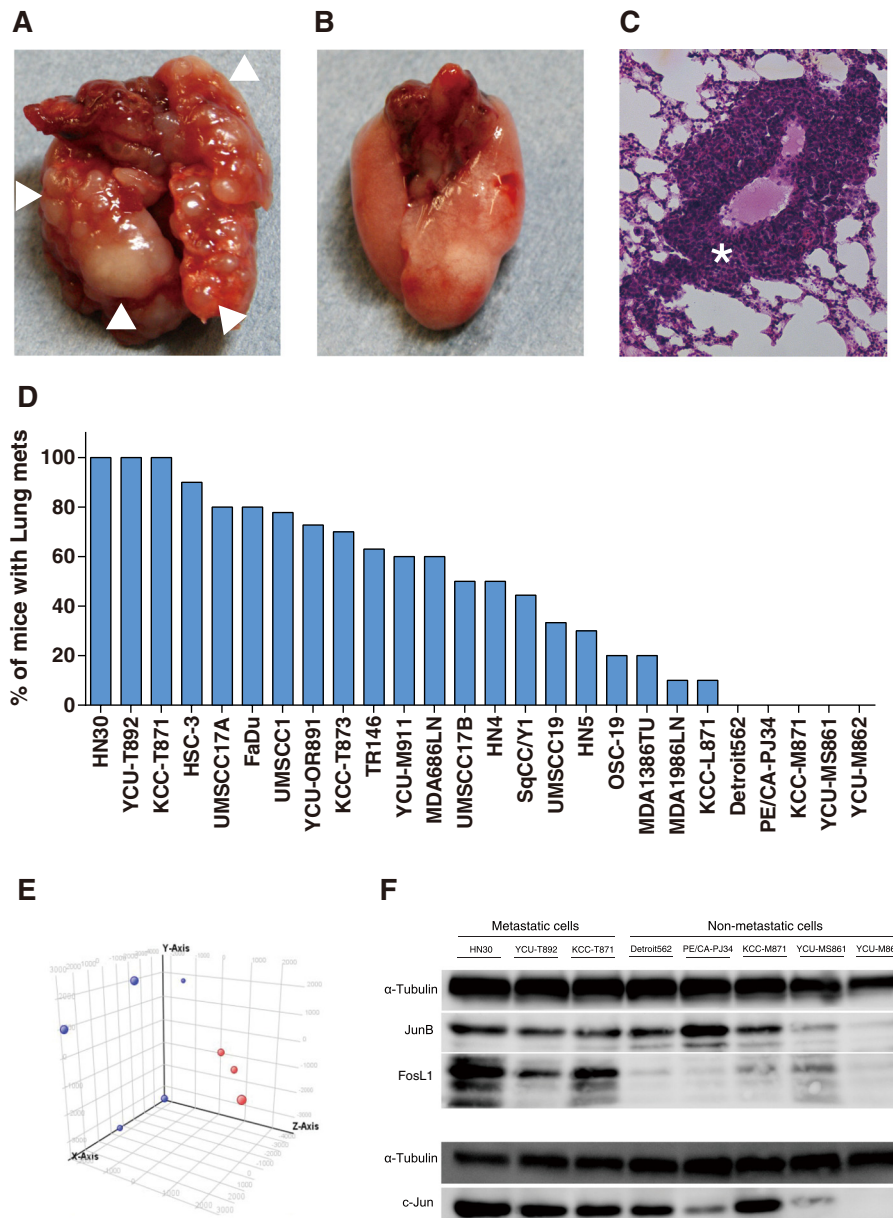 A
B
C
D
% of mice with Lung mets
100
80
60
40
20
0
HN30
YCU-T892
KCC-T871
HSC-3
UMSCC17A
FaDu
UMSCC1
YCU-OR891
KCC-T873
TR146
YCU-M911
MDA686LN
UMSCC17B
HN4
SqCC/Y1
UMSCC19
HN5
OSC-19
MDA1386TU
MDA1986LN
KCC-L871
Detroit562
PE/CA-PJ34
KCC-M871
YCU-MS861
YCU-M862
E
Y-Axis
X-Axis
Z-Axis
F
Metastatic cells Non-metastatic cells
HN30 YCU-T892 KCC-T871 Detroit562 PE/CA-PJ34 KCC-M871 YCU-MS861 YCU-M86
α-Tubulin
JunB
FosL1
α-Tubulin
c-Jun